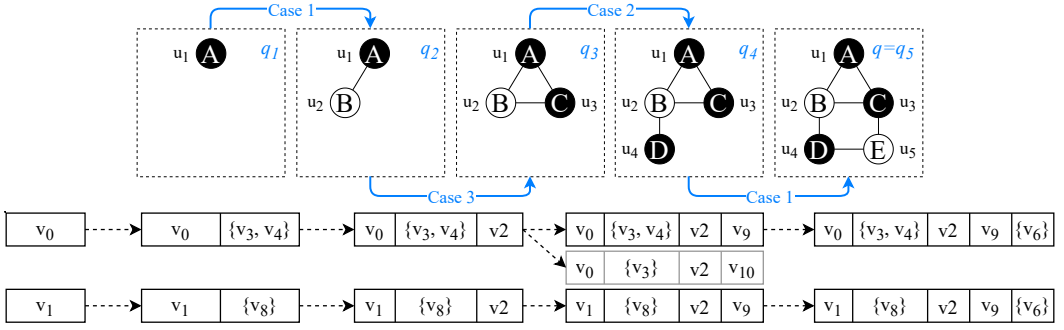 Case 1 Case 2
u1 A q1 u1 A q2 u1 A q3 u1 A q4 u1 A q=q5
u2 B u2 B C u3 u2 B C u3 u2 B C u3
u4 D u4 D E u5
Case 3 Case 1
v0 v0 {v3, v4} v0 {v3, v4} v2 v0 {v3, v4} v2 v9 v0 {v3, v4} v2 v9 {v6}
v0 {v3} v2 v10
v1 v1 {v8} v1 {v8} v2 v1 {v8} v2 v9 v1 {v8} v2 v9 {v6}